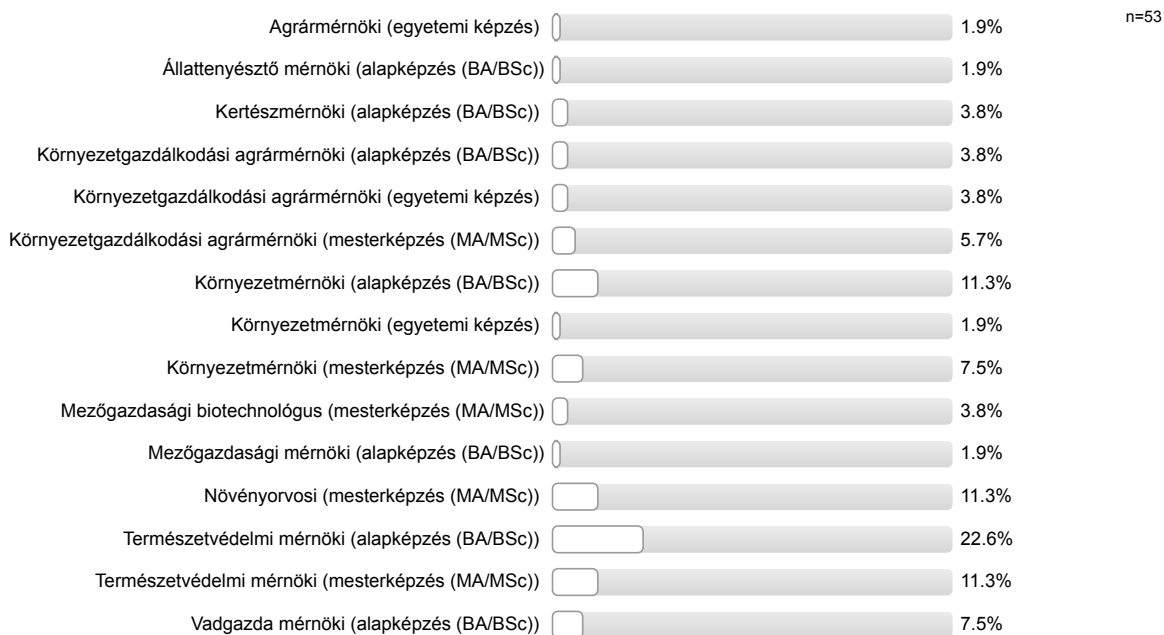 n=53
Agrármérnöki (egyetemi képzés) 1.9%
Állattenyésztő mérnöki (alapképzés (BA/BSc)) 1.9%
Kertészmérnöki (alapképzés (BA/BSc)) 3.8%
Környezetgazdálkodási agrármérnöki (alapképzés (BA/BSc)) 3.8%
Környezetgazdálkodási agrármérnöki (egyetemi képzés) 3.8%
Környezetgazdálkodási agrármérnöki (mesterképzés (MA/MSc)) 5.7%
Környezetmérnöki (alapképzés (BA/BSc)) 11.3%
Környezetmérnöki (egyetemi képzés) 1.9%
Környezetmérnöki (mesterképzés (MA/MSc)) 7.5%
Mezőgazdasági biotechnológus (mesterképzés (MA/MSc)) 3.8%
Mezőgazdasági mérnöki (alapképzés (BA/BSc)) 1.9%
Növényorvosi (mesterképzés (MA/MSc)) 11.3%
Természetvédelmi mérnöki (alapképzés (BA/BSc)) 22.6%
Természetvédelmi mérnöki (mesterképzés (MA/MSc)) 11.3%
Vadgazda mérnöki (alapképzés (BA/BSc)) 7.5%